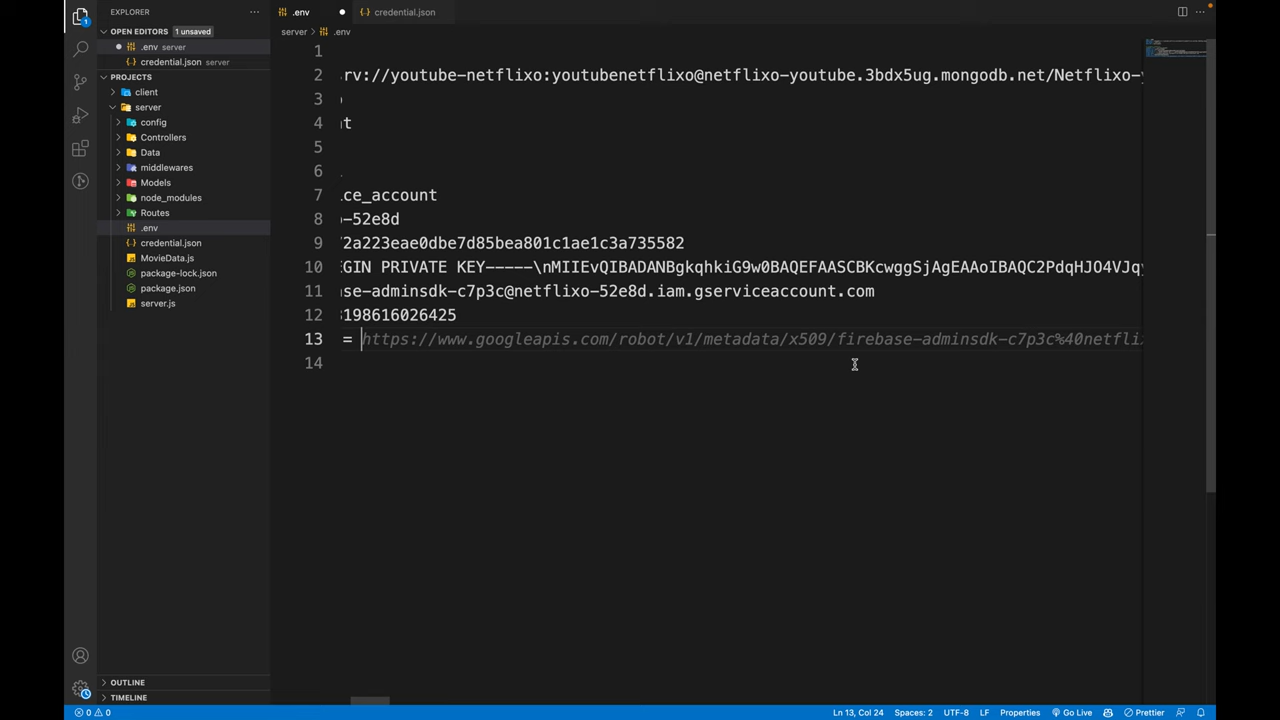 EXPLORER
.env
credential.json
OPEN EDITORS 1 unsaved
server > .env
.env server
credential.json server
PROJECTS
client
server
config
Controllers
Data
middlewares
Models
node_modules
Routes
.env
credential.json
MovieData.js
package-lock.json
package.json
server.js
OUTLINE
TIMELINE
1
2 rv://youtube-netflixo:youtubenetflixo@netflixo-youtube.3bdx5ug.mongodb.net/Netflixo-
3
4 t
5
6
7 ce_account
8 -52e8d
9 2a223eae0dbe7d85bea801c1ae1c3a735582
10 GIN PRIVATE KEY-----\nMIIEvQIBADANBgkqhkiG9w0BAQEFAASCBKcwggSjAgEAAoIBAQC2PdqHJO4VJq
11 se-adminsdk-c7p3c@netflixo-52e8d.iam.gserviceaccount.com
12 198616026425
13 = https://www.googleapis.com/robot/v1/metadata/x509/firebase-adminsdk-c7p3c%40netfli
14
0 0 Ln 13, Col 24 Spaces: 2 UTF-8 LF Properties Go Live Prettier